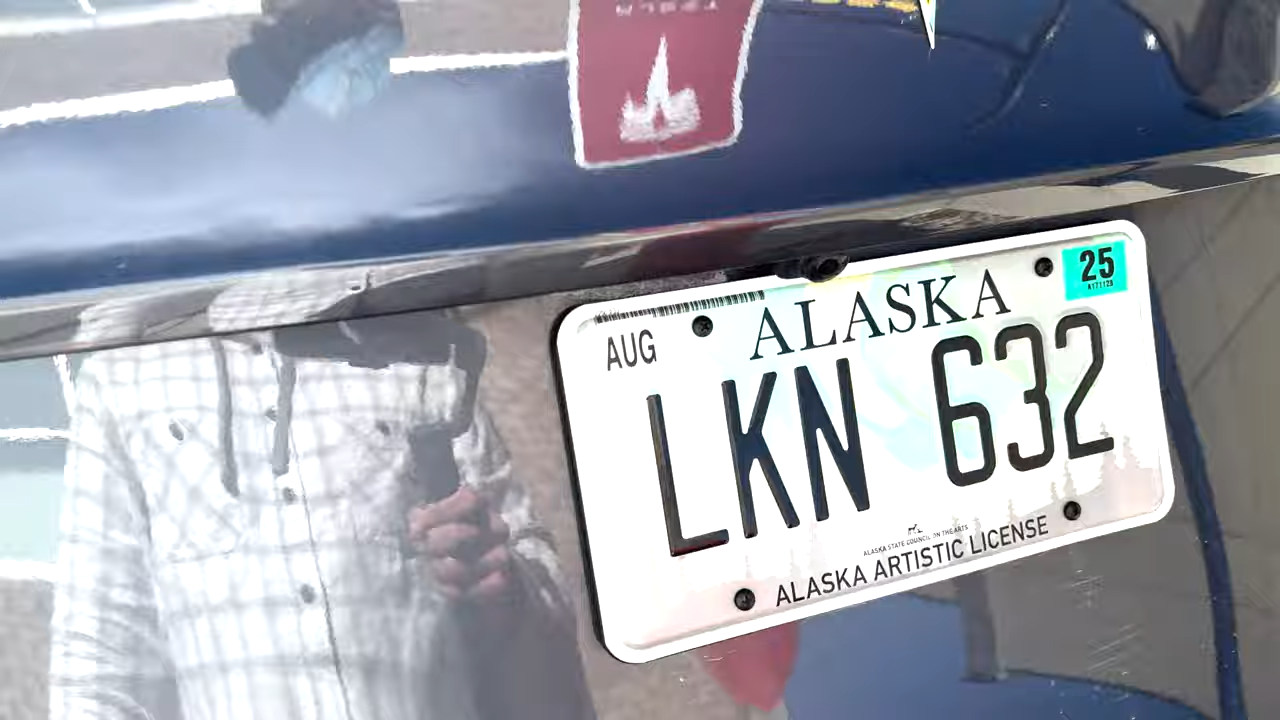 25
AUG
ALASKA
LKN 632
ALASKA STATE COUNCIL ON THE ARTS
ALASKA ARTISTIC LICENSE